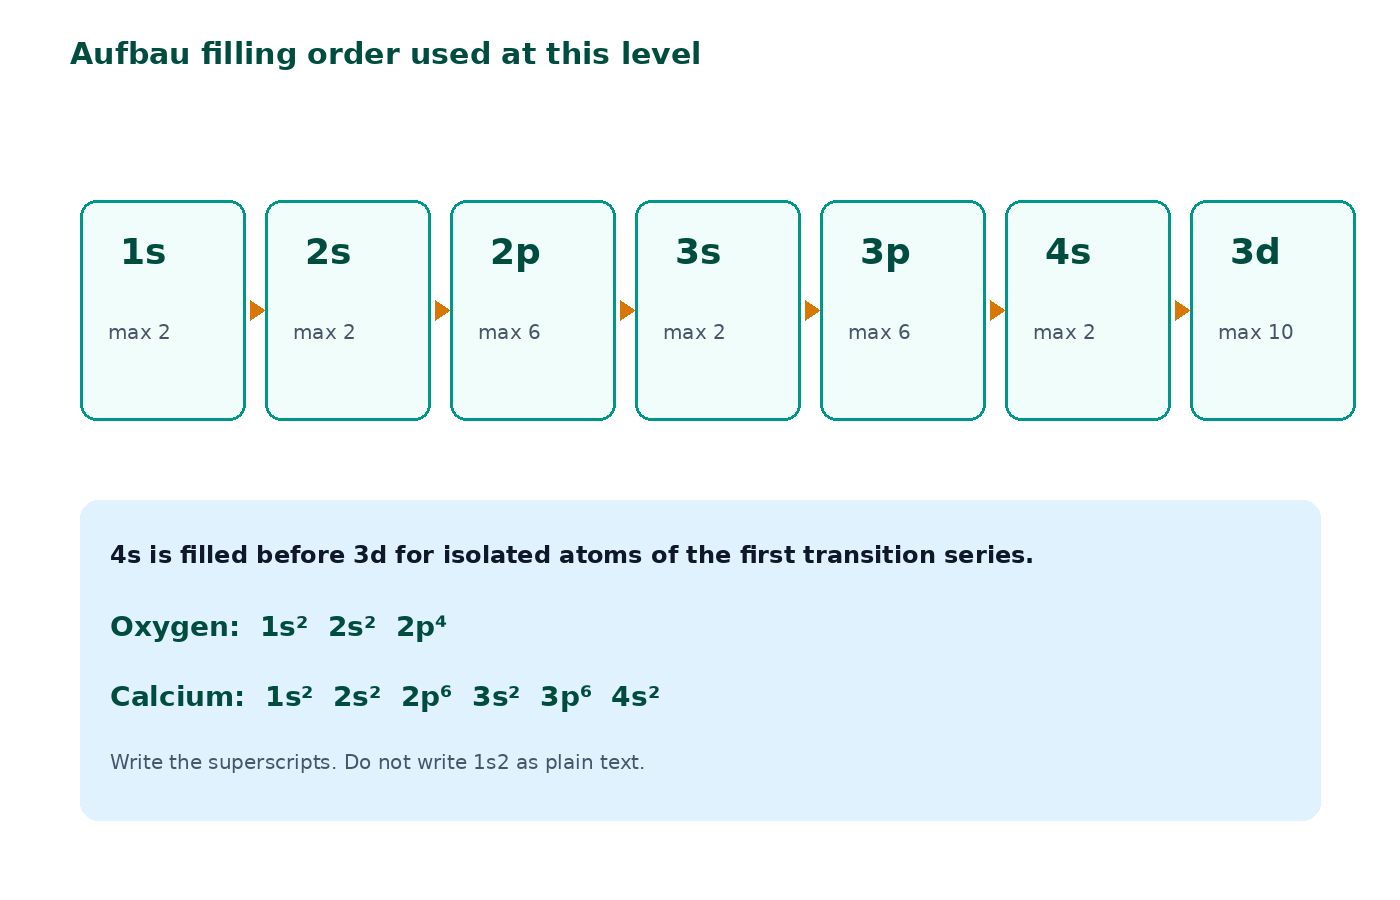 Aufbau filling order used at this level
1s 2s 2p 3s 3p 4s 3d
max 2 max 2 max 6 max 2 max 6 max 2 max 10
4s is filled before 3d for isolated atoms of the first transition series.
Oxygen: 1s² 2s² 2p⁴
Calcium: 1s² 2s² 2p⁶ 3s² 3p⁶ 4s²
Write the superscripts. Do not write 1s2 as plain text.